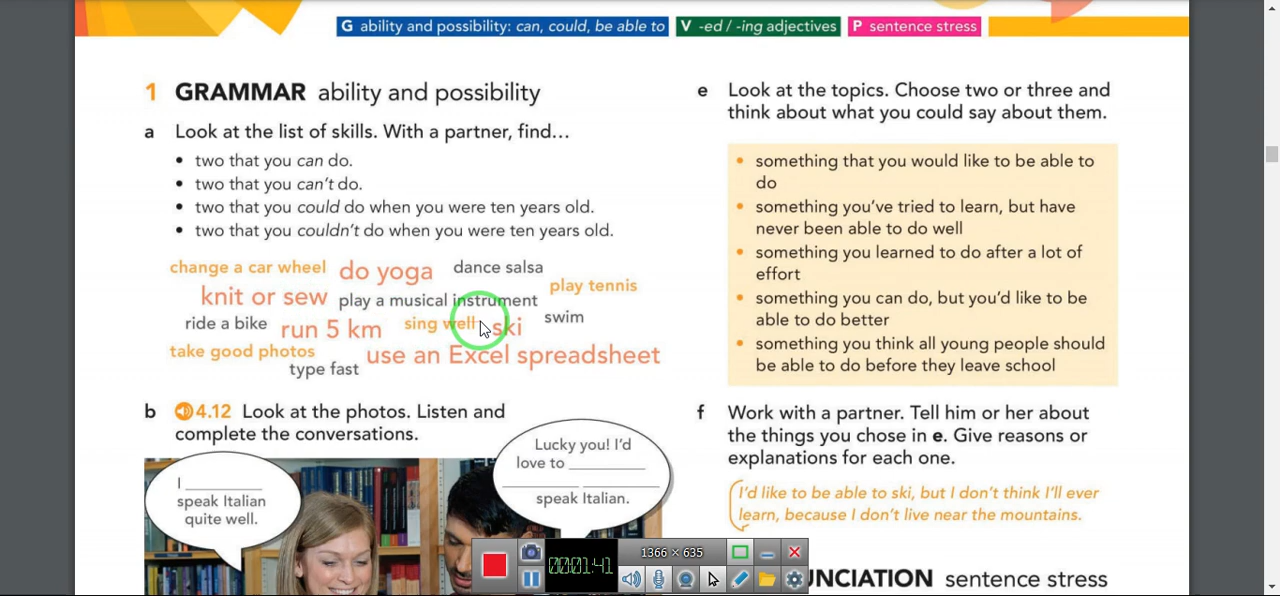 G ability and possibility: can, could, be able to V -ed / -ing adjectives P sentence stress
1 GRAMMAR ability and possibility
a Look at the list of skills. With a partner, find...
• two that you can do.
• two that you can't do.
• two that you could do when you were ten years old.
• two that you couldn't do when you were ten years old.
change a car wheel do yoga dance salsa
knit or sew play a musical instrument play tennis
ride a bike run 5 km sing well ski swim
take good photos use an Excel spreadsheet
type fast
b 4.12 Look at the photos. Listen and
complete the conversations.
I ________
speak Italian
quite well.
Lucky you! I'd
love to ________
________ ________
speak Italian.
e Look at the topics. Choose two or three and
think about what you could say about them.
• something that you would like to be able to
do
• something you've tried to learn, but have
never been able to do well
• something you learned to do after a lot of
effort
• something you can do, but you'd like to be
able to do better
• something you think all young people should
be able to do before they leave school
f Work with a partner. Tell him or her about
the things you chose in e. Give reasons or
explanations for each one.
I'd like to be able to ski, but I don't think I'll ever
learn, because I don't live near the mountains.
UNCIATION sentence stress
1366 × 635
00:01:41